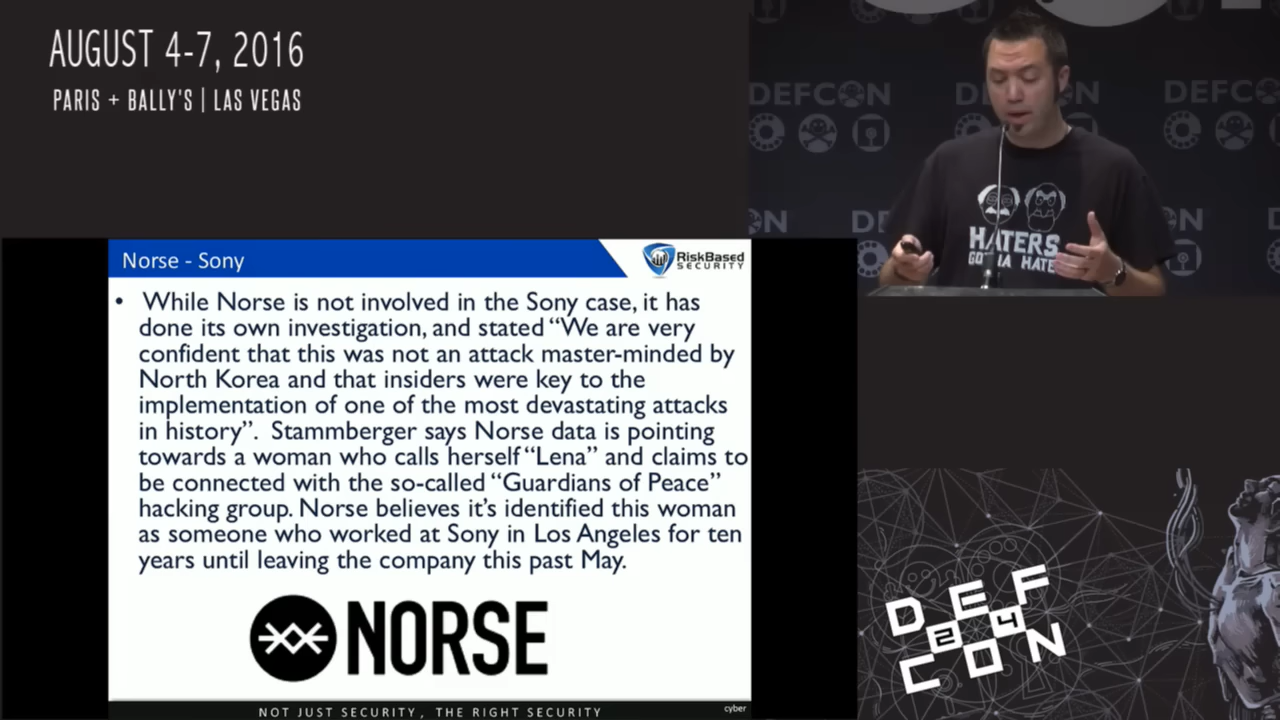 AUGUST 4-7, 2016
PARIS + BALLY'S | LAS VEGAS
DEFCON
DEFCON
HATERS
GOTTA HATE
Norse - Sony
RiskBased
SECURITY
• While Norse is not involved in the Sony case, it has
done its own investigation, and stated “We are very
confident that this was not an attack master-minded by
North Korea and that insiders were key to the
implementation of one of the most devastating attacks
in history”. Stammberger says Norse data is pointing
towards a woman who calls herself “Lena” and claims to
be connected with the so-called “Guardians of Peace”
hacking group. Norse believes it’s identified this woman
as someone who worked at Sony in Los Angeles for ten
years until leaving the company this past May.
NORSE
NOT JUST SECURITY, THE RIGHT SECURITY
cyber
DEF
24
CON